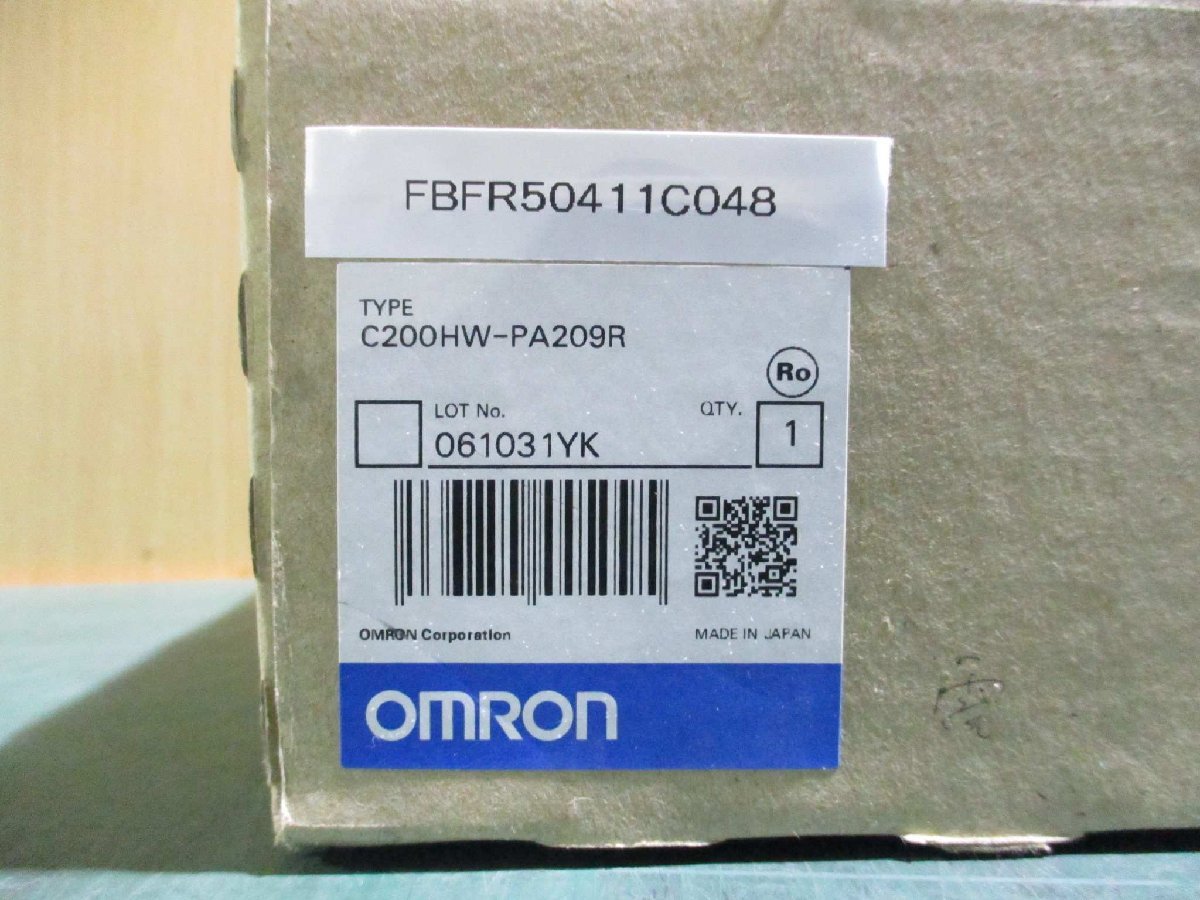 FBFR50411C048
TYPE
C200HW-PA209R
Ro
LOT No.
061031YK
QTY.
1
OMRON Corporation
MADE IN JAPAN
OMRON